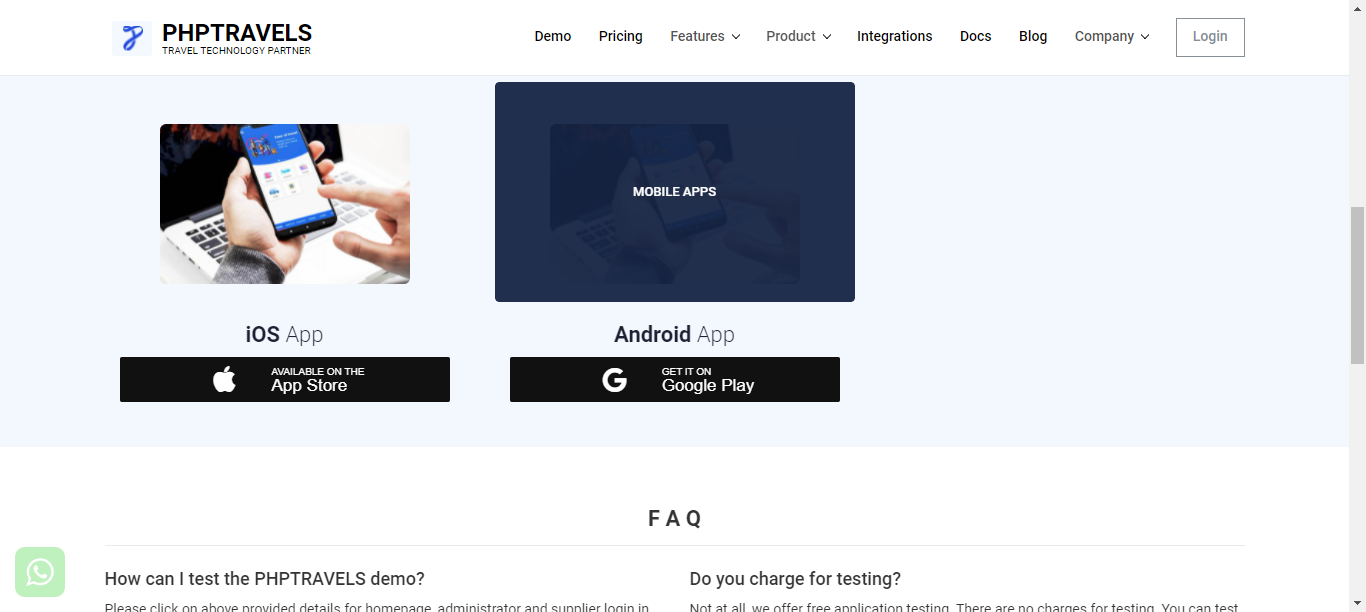 PHPTRAVELS
TRAVEL TECHNOLOGY PARTNER
Demo Pricing Features Product Integrations Docs Blog Company Login
MOBILE APPS
iOS App
Android App
AVAILABLE ON THE
App Store
GET IT ON
Google Play
FAQ
How can I test the PHPTRAVELS demo?
Do you charge for testing?
Please click on above provided details for homepage, administrator and supplier login in
Not at all, we offer free application testing. There are no charges for testing. You can test